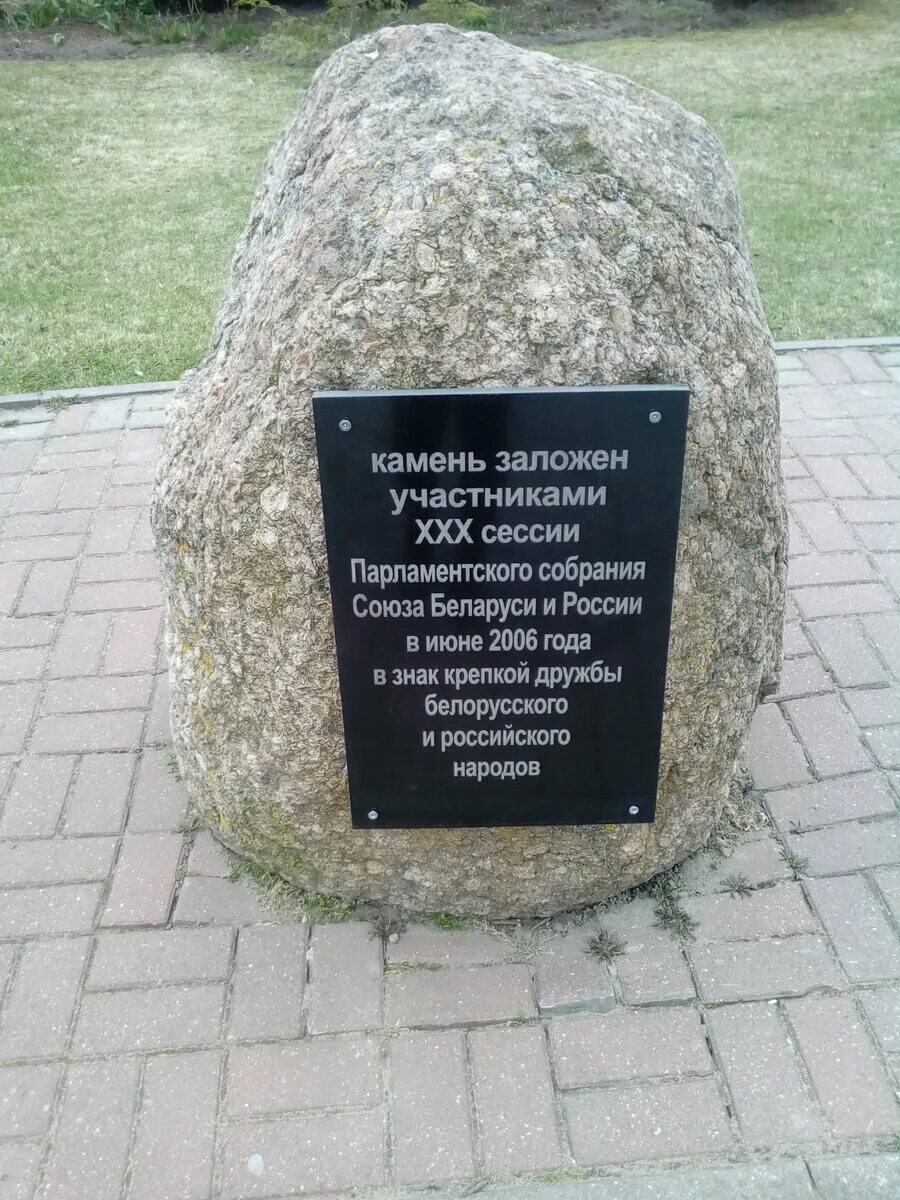 камень заложен
участниками
XXX сессии
Парламентского собрания
Союза Беларуси и России
в июне 2006 года
в знак крепкой дружбы
белорусского
и российского
народов